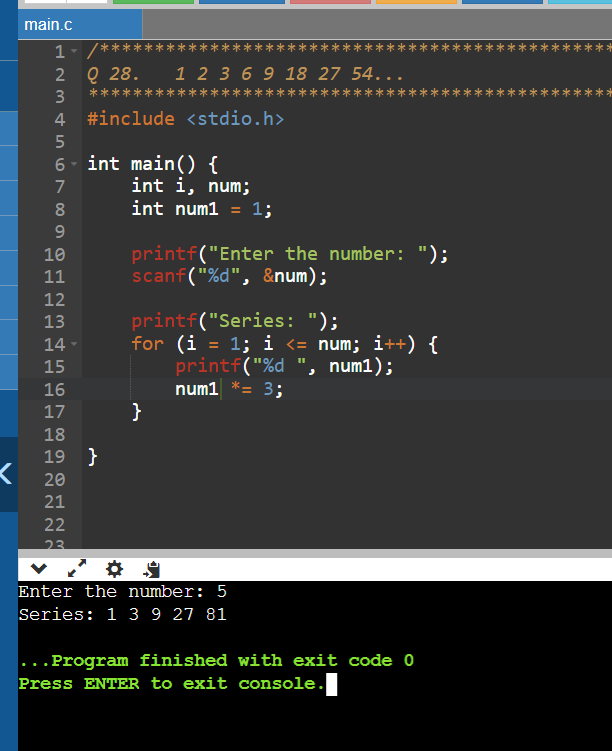 main.c
1 /***********************************************
2 Q 28.   1 2 3 6 9 18 27 54...
3 ************************************************
4 #include <stdio.h>
5
6 int main() {
7     int i, num;
8     int num1 = 1;
9
10     printf("Enter the number: ");
11     scanf("%d", &num);
12
13     printf("Series: ");
14     for (i = 1; i <= num; i++) {
15         printf("%d ", num1);
16         num1 *= 3;
17     }
18
19 }
20
21
22
23
Enter the number: 5
Series: 1 3 9 27 81
...Program finished with exit code 0
Press ENTER to exit console.